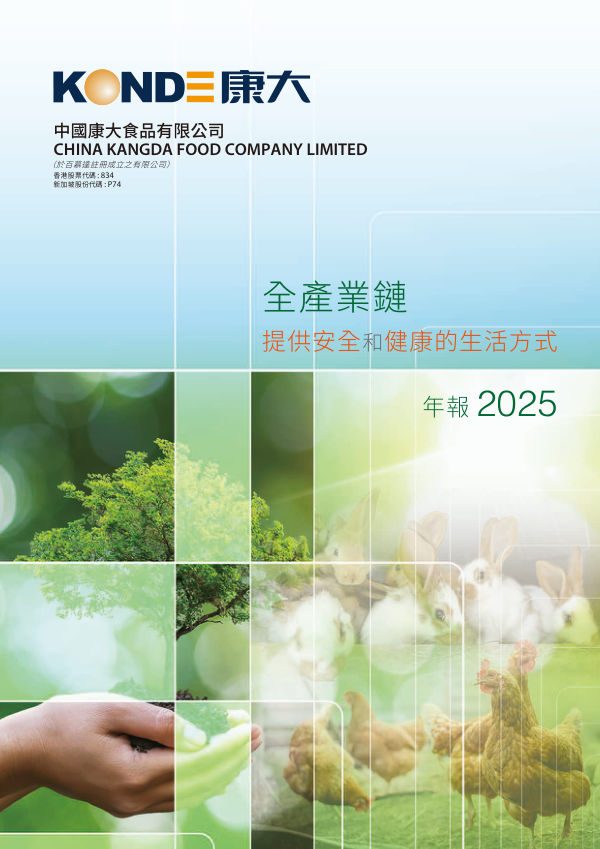 KONDE康大
中國康大食品有限公司
CHINA KANGDA FOOD COMPANY LIMITED
(於百慕達註冊成立之有限公司)
香港股票代碼 : 834
新加坡股份代碼 : P74
全產業鏈
提供安全和健康的生活方式
年報 2025